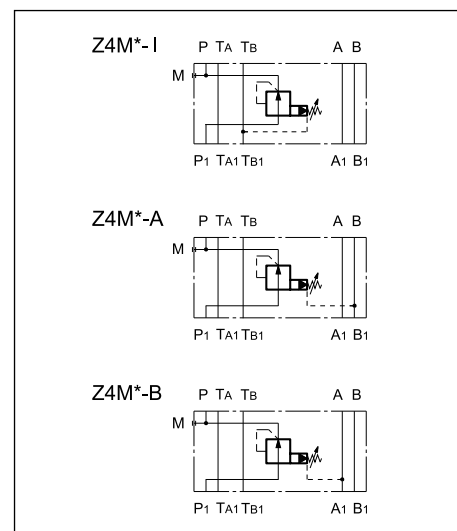 Z4M*-I
P TA TB A B
M
P1 TA1 TB1 A1 B1
Z4M*-A
P TA TB A B
M
P1 TA1 TB1 A1 B1
Z4M*-B
P TA TB A B
M
P1 TA1 TB1 A1 B1